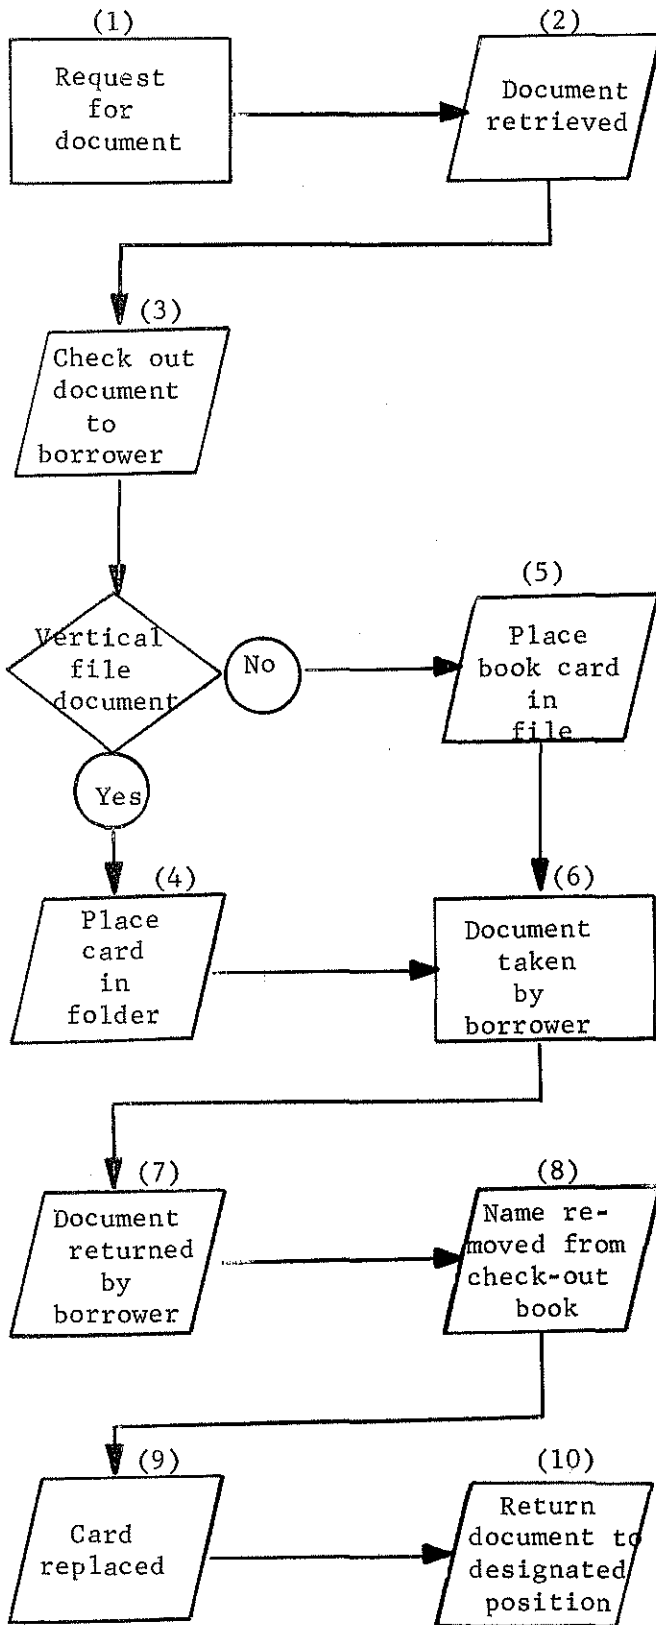 (1)
Request
for
document
(2)
Document
retrieved
(3)
Check out
document
to
borrower
Vertical
file
document
No
Yes
(5)
Place
book card
in
file
(4)
Place
card
in
folder
(6)
Document
taken
by
borrower
(7)
Document
returned
by
borrower
(8)
Name re-
moved from
check-out
book
(9)
Card
replaced
(10)
Return
document to
designated
position